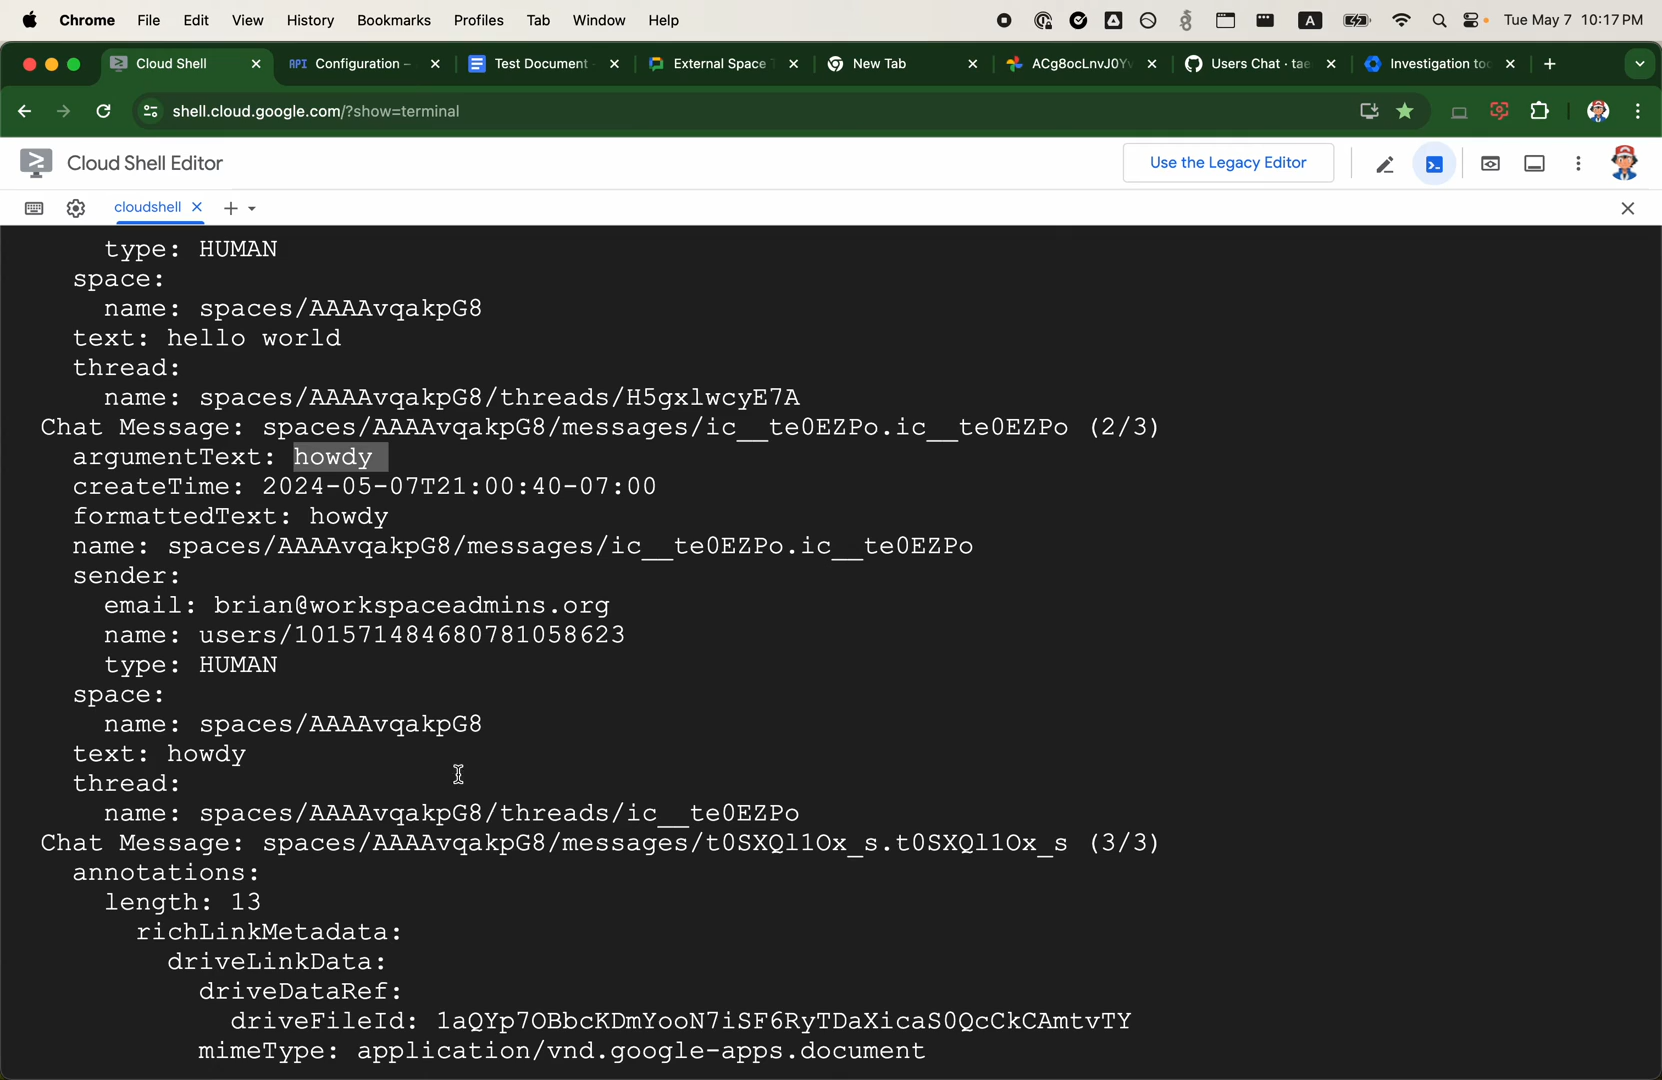 Chrome File Edit View History Bookmarks Profiles Tab Window Help A Tue May 7 10:17 PM
Cloud Shell API Configuration – Test Document External Space T New Tab ACg8ocLnvJ0Yv Users Chat · tae Investigation too
shell.cloud.google.com/?show=terminal
Cloud Shell Editor Use the Legacy Editor
cloudshell
type: HUMAN
space:
name: spaces/AAAAvqakpG8
text: hello world
thread:
name: spaces/AAAAvqakpG8/threads/H5gxlwcyE7A
Chat Message: spaces/AAAAvqakpG8/messages/ic__te0EZPo.ic__te0EZPo (2/3)
argumentText: howdy
createTime: 2024-05-07T21:00:40-07:00
formattedText: howdy
name: spaces/AAAAvqakpG8/messages/ic__te0EZPo.ic__te0EZPo
sender:
email: brian@workspaceadmins.org
name: users/101571484680781058623
type: HUMAN
space:
name: spaces/AAAAvqakpG8
text: howdy
thread:
name: spaces/AAAAvqakpG8/threads/ic__te0EZPo
Chat Message: spaces/AAAAvqakpG8/messages/t0SXQl1Ox_s.t0SXQl1Ox_s (3/3)
annotations:
length: 13
richLinkMetadata:
driveLinkData:
driveDataRef:
driveFileId: 1aQYp7OBbcKDmYooN7iSF6RyTDaXicaS0QcCkCAmtvTY
mimeType: application/vnd.google-apps.document